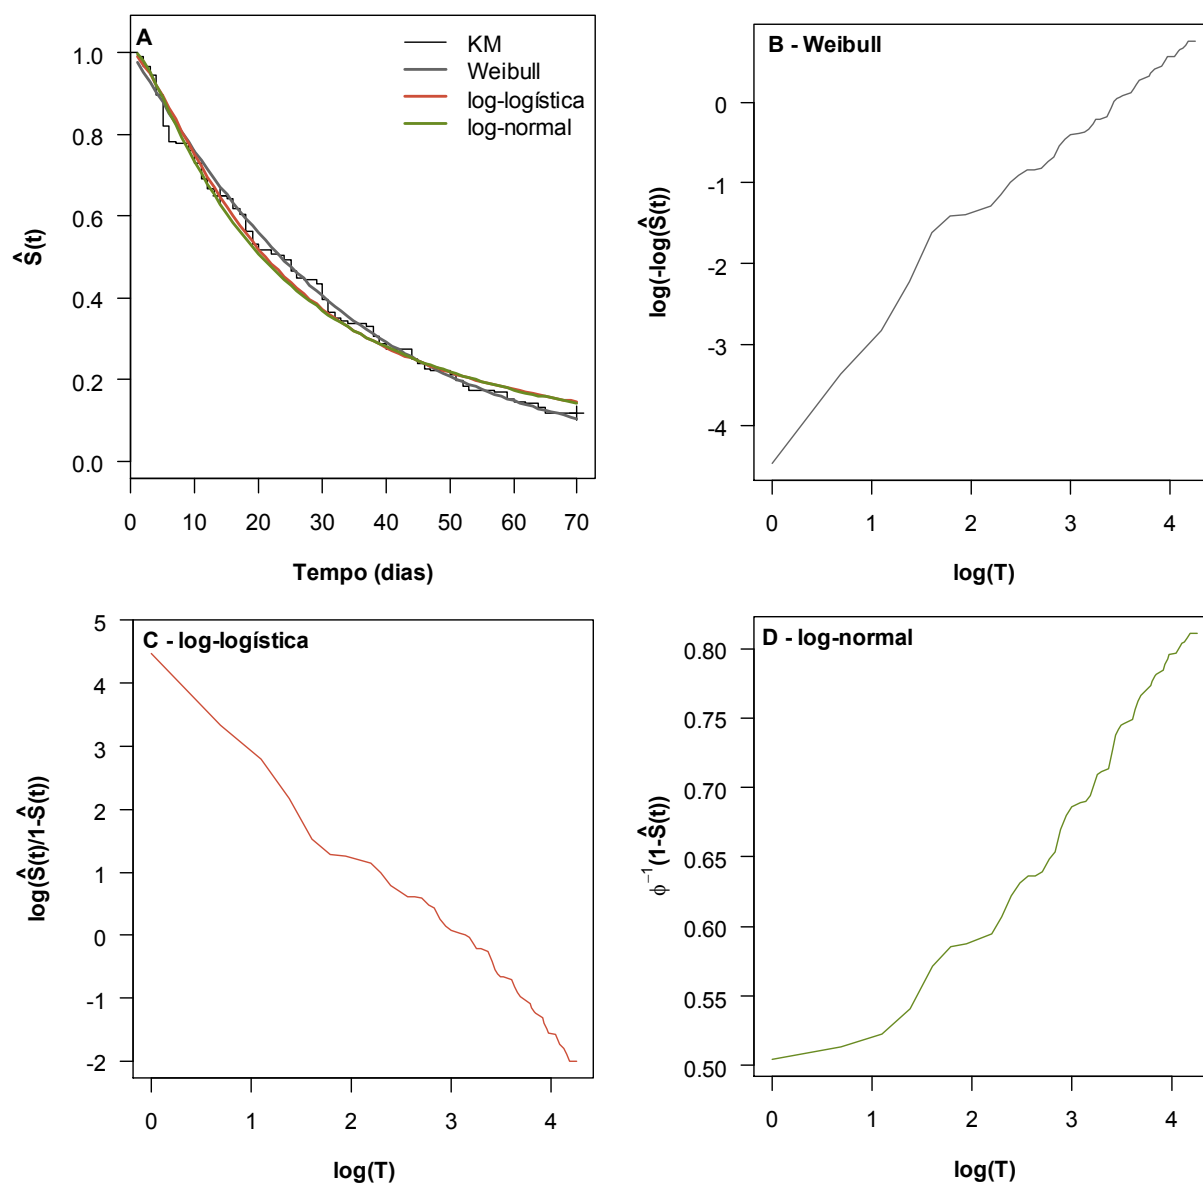 A
KM
Weibull
log-logística
log-normal
1.0
0.8
0.6
0.4
0.2
0.0
Ŝ(t)
0 10 20 30 40 50 60 70
Tempo (dias)
B - Weibull
0
-1
-2
-3
-4
log(-log(Ŝ(t))
0 1 2 3 4
log(T)
C - log-logística
5
4
3
2
1
0
-1
-2
log(Ŝ(t)/1-Ŝ(t))
0 1 2 3 4
log(T)
D - log-normal
0.80
0.75
0.70
0.65
0.60
0.55
0.50
ϕ⁻¹(1-Ŝ(t))
0 1 2 3 4
log(T)